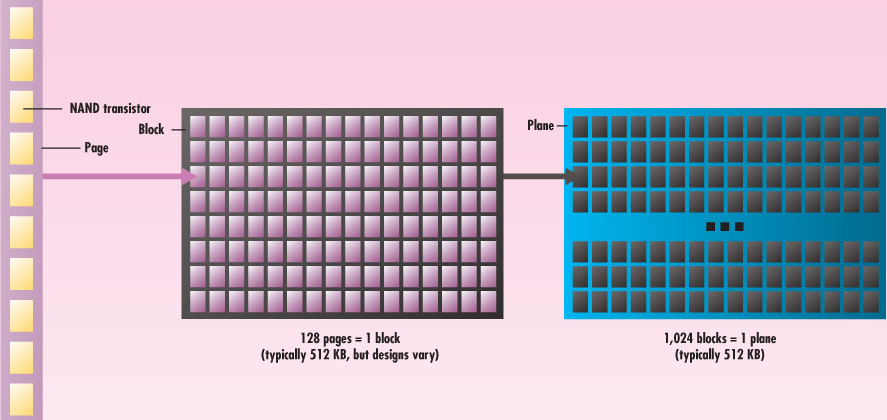 NAND transistor
Page
Block
Plane
128 pages = 1 block
(typically 512 KB, but designs vary)
1,024 blocks = 1 plane
(typically 512 KB)